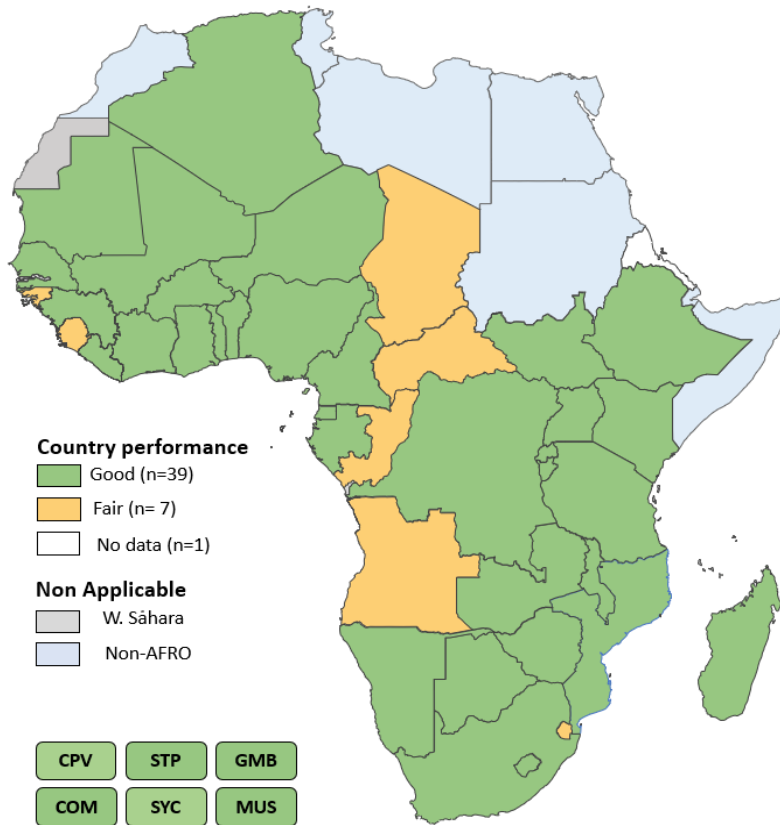 Country performance
Good (n=39)
Fair (n= 7)
No data (n=1)
Non Applicable
W. Sáhara
Non-AFRO
CPV STP GMB
COM SYC MUS